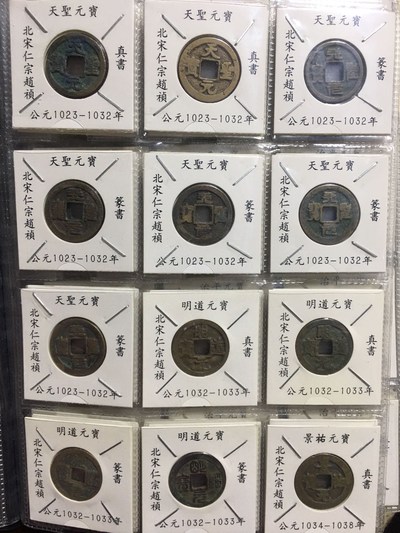 天聖元寶
北宋仁宗趙禎
真書
公元1023-1032年
天聖元寶
北宋仁宗趙禎
真書
公元1023-1032年
天聖元寶
北宋仁宗趙禎
篆書
公元1023-1032年
天聖元寶
北宋仁宗趙禎
篆書
公元1023-1032年
天聖元寶
北宋仁宗趙禎
篆書
公元1023-1032年
天聖元寶
北宋仁宗趙禎
篆書
公元1023-1032年
天聖元寶
北宋仁宗趙禎
篆書
公元1023-1032年
明道元寶
北宋仁宗趙禎
真書
公元1032-1033年
明道元寶
北宋仁宗趙禎
真書
公元1032-1033年
明道元寶
北宋仁宗趙禎
篆書
公元1032-1033年
明道元寶
北宋仁宗趙禎
篆書
公元1032-1033年
景祐元寶
北宋仁宗趙禎
真書
公元1034-1038年